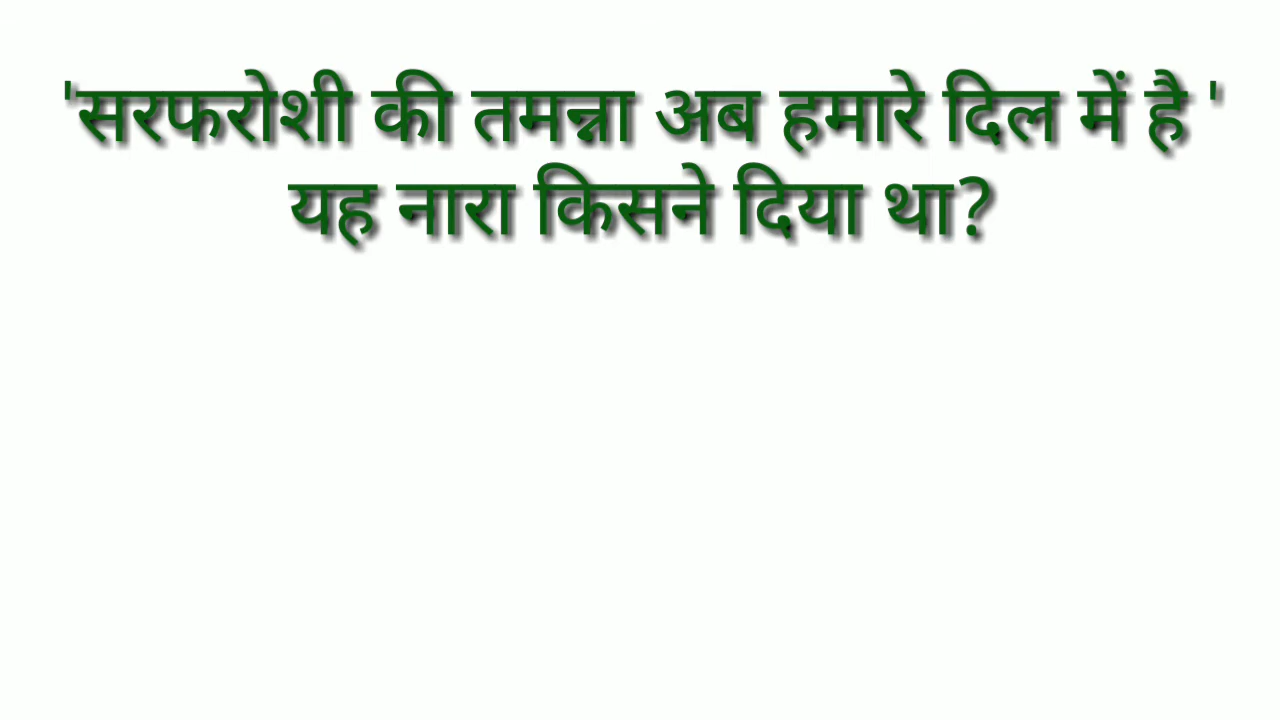 'सरफरोशी की तमन्ना अब हमारे दिल में है '
यह नारा किसने दिया था?